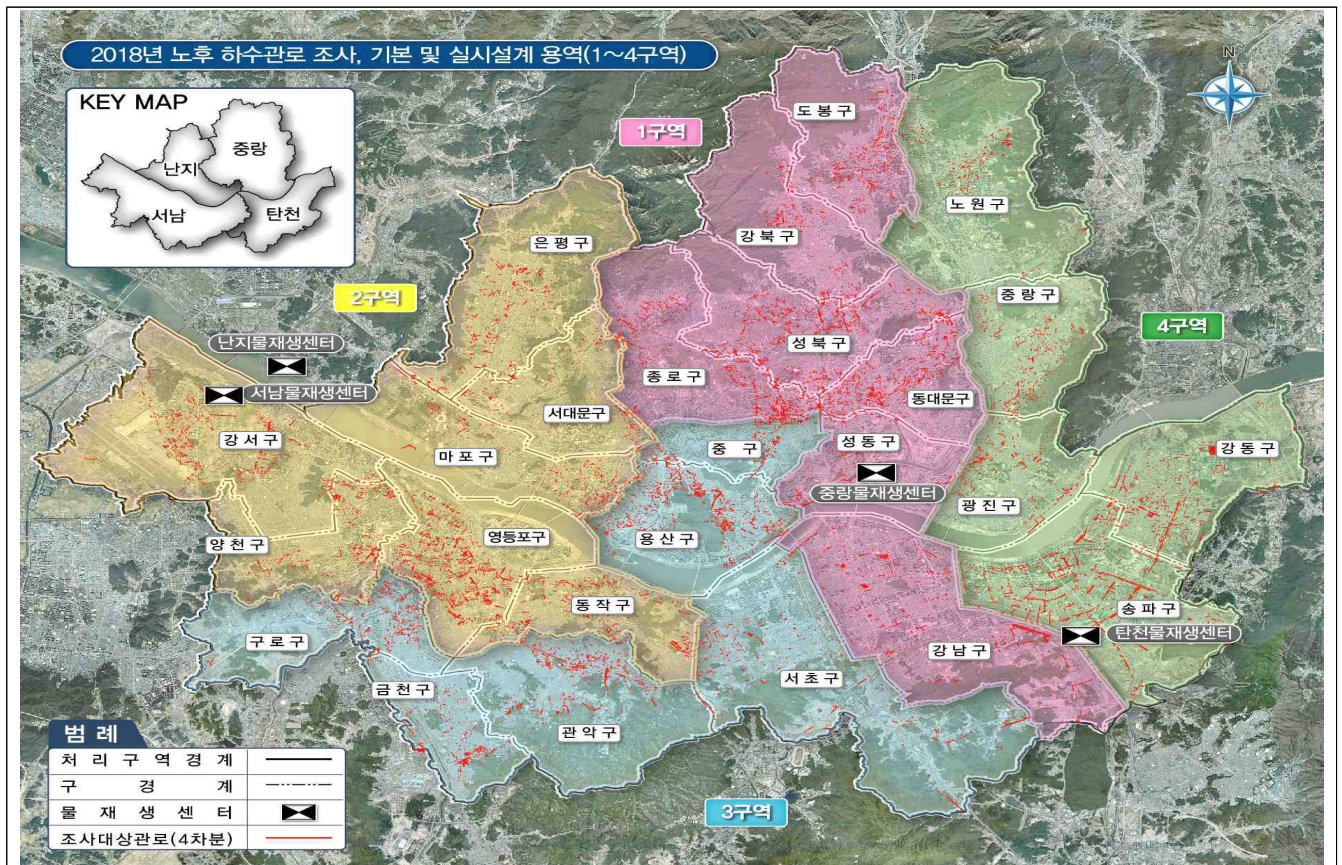 2018년 노후 하수관로 조사, 기본 및 실시설계 용역(1~4구역)
N
KEY MAP
중랑
난지
서남
탄천
1구역
도봉구
노원구
강북구
은평구
2구역
중랑구
4구역
난지물재생센터
서남물재생센터
성북구
종로구
동대문구
서대문구
강서구
마포구
중구
성동구
강동구
중랑물재생센터
광진구
양천구
영등포구
용산구
동작구
송파구
탄천물재생센터
구로구
강남구
서초구
금천구
관악구
3구역
범례
처리구역경계
구경계
물재생센터
조사대상관로(4차분)